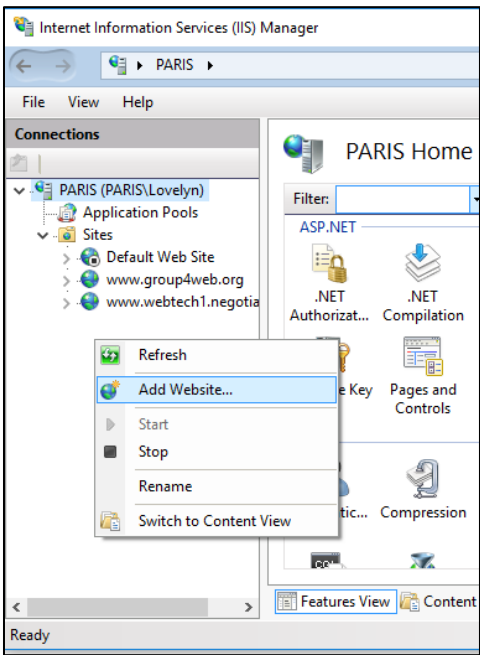 Internet Information Services (IIS) Manager
PARIS
File View Help
Connections
PARIS (PARIS\Lovelyn)
Application Pools
Sites
Default Web Site
www.group4web.org
www.webtech1.negotia
Refresh
Add Website...
Start
Stop
Rename
Switch to Content View
PARIS Home
Filter:
ASP.NET
.NET .NET
Authorizat... Compilation
e Key Pages and
Controls
tic... Compression
Features View Content
Ready